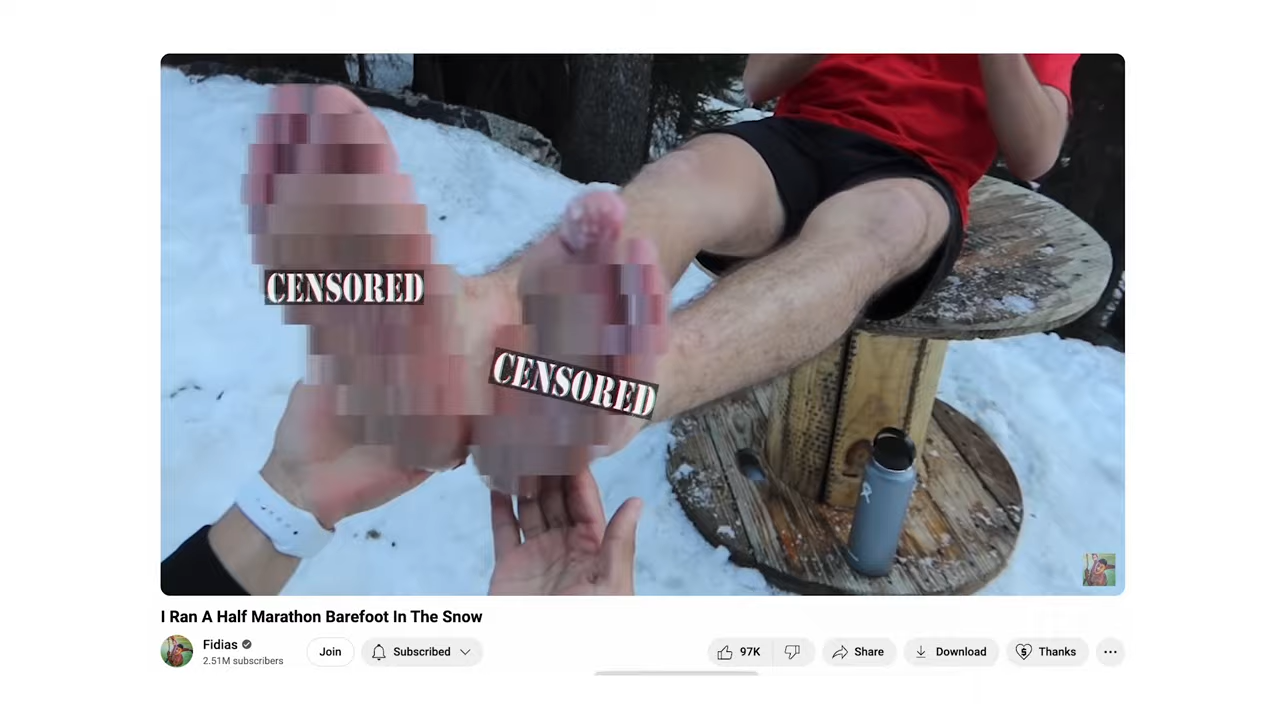 CENSORED
CENSORED
I Ran A Half Marathon Barefoot In The Snow
Fidias
2.51M subscribers
Join
Subscribed
97K
Share
Download
Thanks